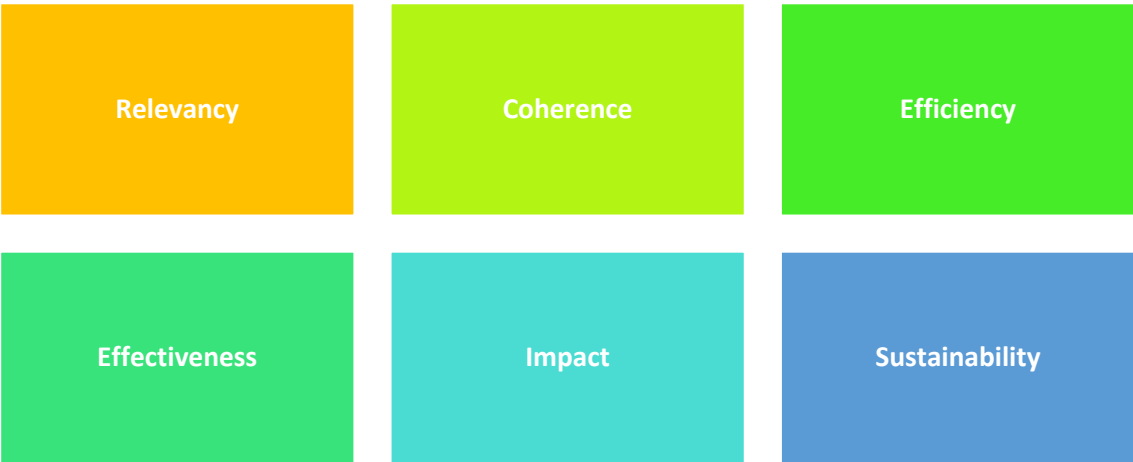 Relevancy
Coherence
Efficiency
Effectiveness
Impact
Sustainability